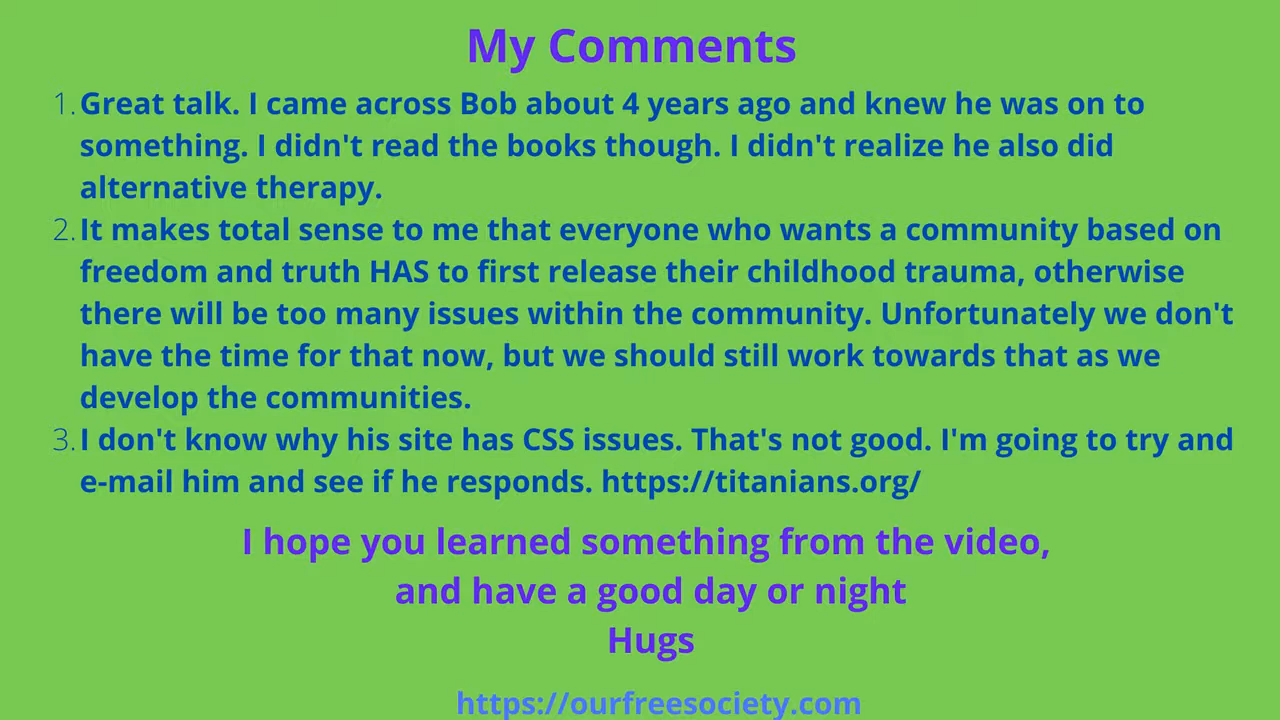 My Comments
1. Great talk. I came across Bob about 4 years ago and knew he was on to
something. I didn't read the books though. I didn't realize he also did
alternative therapy.
2. It makes total sense to me that everyone who wants a community based on
freedom and truth HAS to first release their childhood trauma, otherwise
there will be too many issues within the community. Unfortunately we don't
have the time for that now, but we should still work towards that as we
develop the communities.
3. I don't know why his site has CSS issues. That's not good. I'm going to try and
e-mail him and see if he responds. https://titanians.org/
I hope you learned something from the video,
and have a good day or night
Hugs
https://ourfreesociety.com